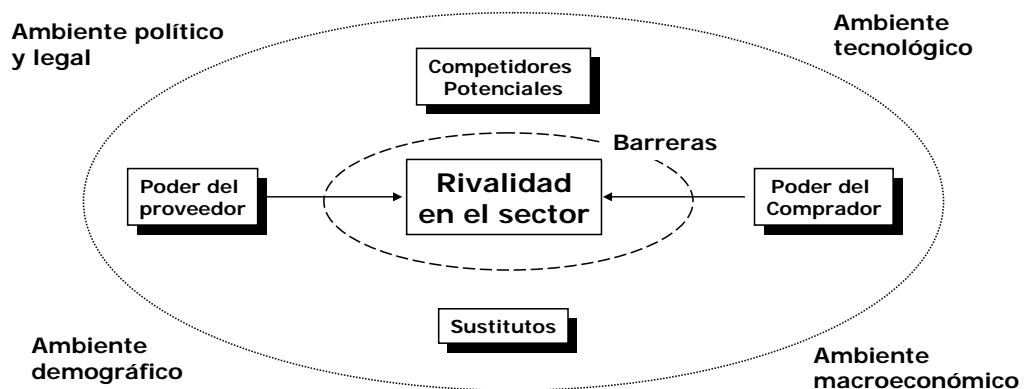 Ambiente político
y legal
Ambiente
tecnológico
Competidores
Potenciales
Barreras
Poder del
proveedor
Rivalidad
en el sector
Poder del
Comprador
Sustitutos
Ambiente
demográfico
Ambiente
macroeconómico